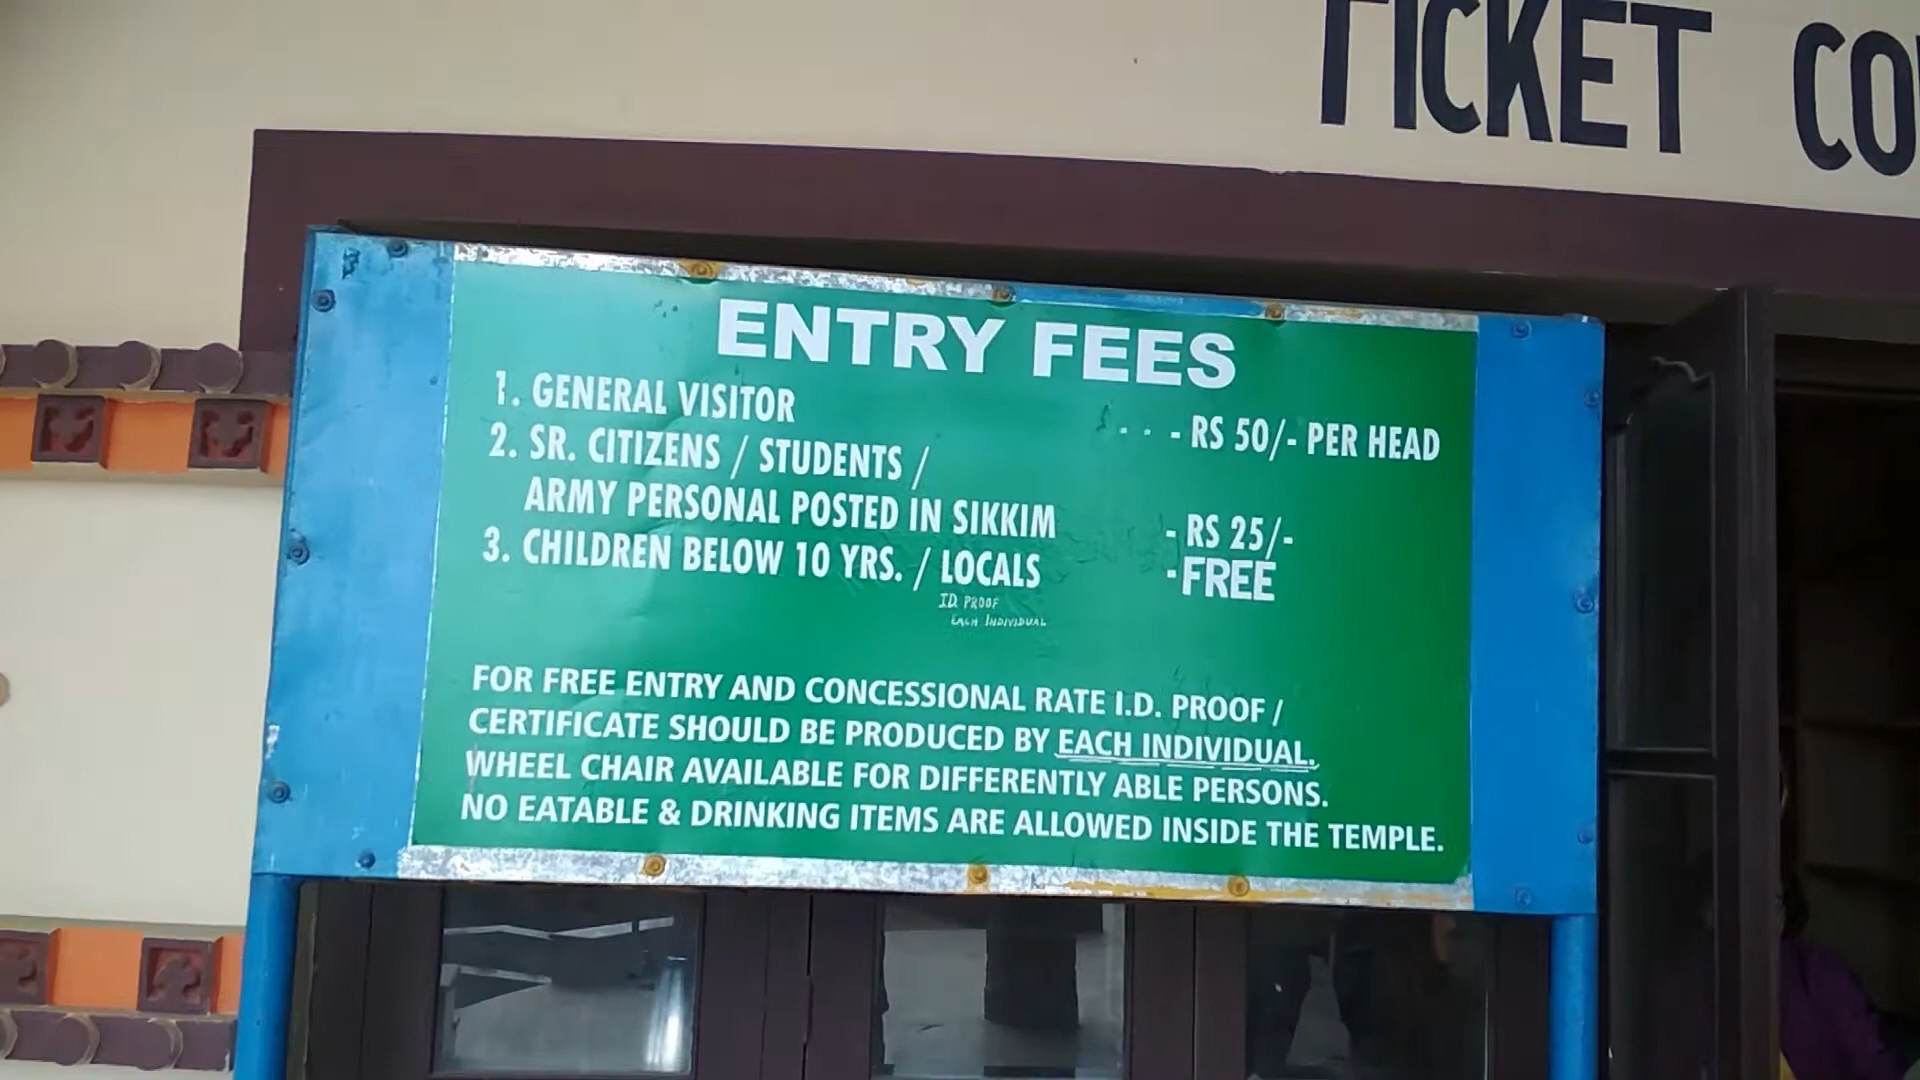 TICKET
ENTRY FEES
1. GENERAL VISITOR - - - RS 50/- PER HEAD
2. SR. CITIZENS / STUDENTS /
ARMY PERSONAL POSTED IN SIKKIM - RS 25/-
3. CHILDREN BELOW 10 YRS. / LOCALS -FREE
I.D. PROOF
EACH INDIVIDUAL
FOR FREE ENTRY AND CONCESSIONAL RATE I.D. PROOF /
CERTIFICATE SHOULD BE PRODUCED BY EACH INDIVIDUAL.
WHEEL CHAIR AVAILABLE FOR DIFFERENTLY ABLE PERSONS.
NO EATABLE & DRINKING ITEMS ARE ALLOWED INSIDE THE TEMPLE.